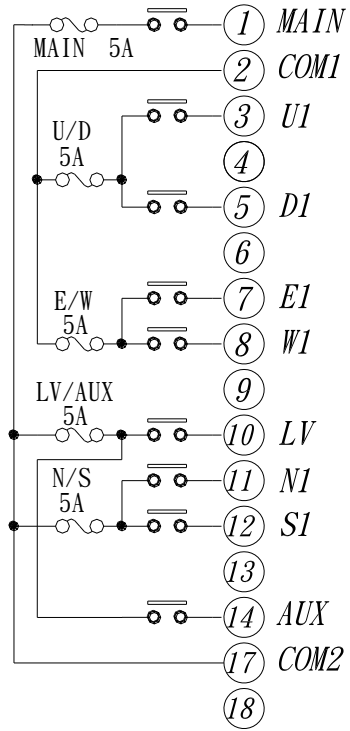 1 MAIN
MAIN 5A
2 COM1
3 U1
U/D
5A
4
5 D1
6
7 E1
E/W
5A
8 W1
9
LV/AUX
5A
10 LV
N/S
5A
11 N1
12 S1
13
14 AUX
17 COM2
18